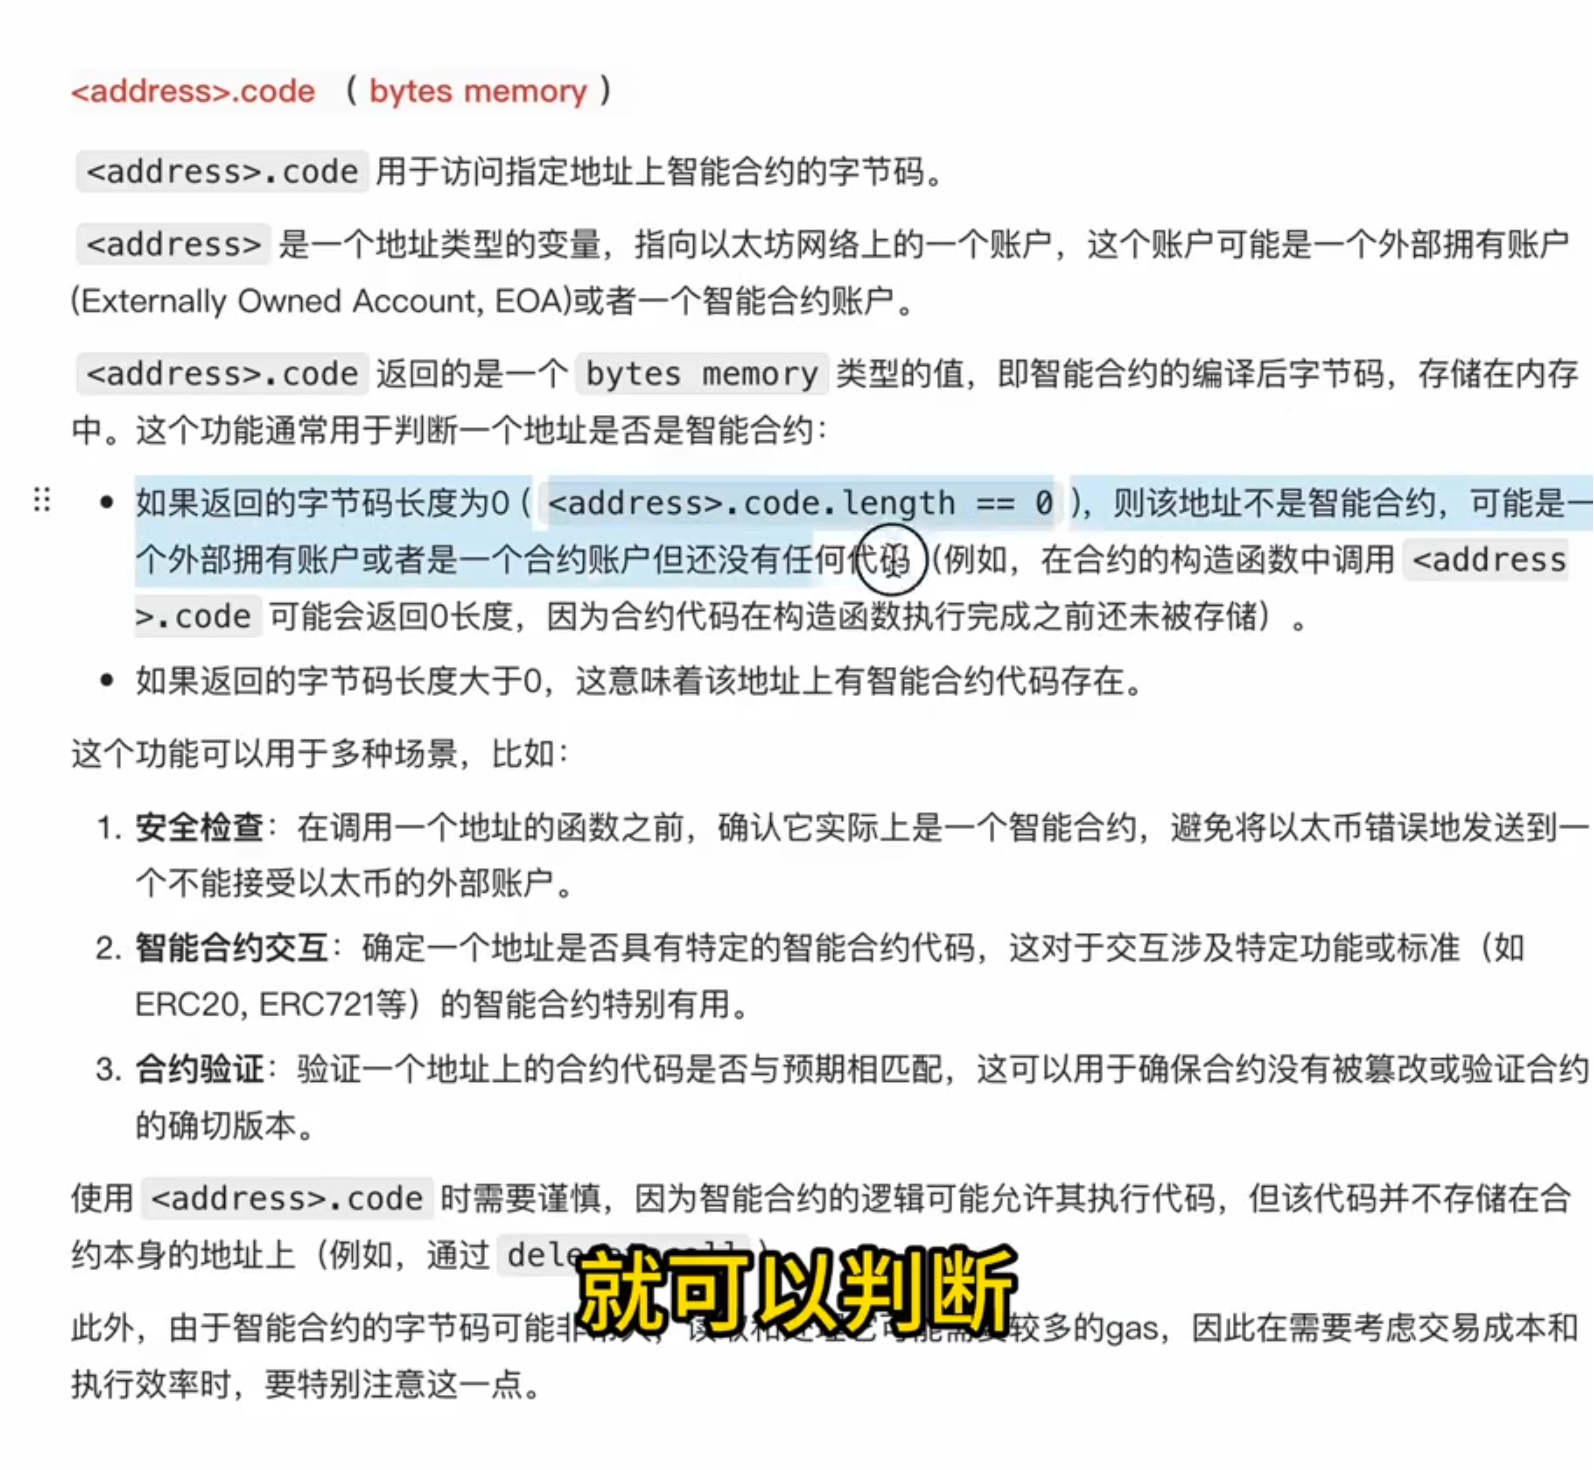 <address>.code （ bytes memory ）
<address>.code 用于访问指定地址上智能合约的字节码。
<address> 是一个地址类型的变量，指向以太坊网络上的一个账户，这个账户可能是一个外部拥有账户
(Externally Owned Account, EOA)或者一个智能合约账户。
<address>.code 返回的是一个 bytes memory 类型的值，即智能合约的编译后字节码，存储在内存
中。这个功能通常用于判断一个地址是否是智能合约：
• 如果返回的字节码长度为0（ <address>.code.length == 0 ），则该地址不是智能合约，可能是一
个外部拥有账户或者是一个合约账户但还没有任何代码（例如，在合约的构造函数中调用 <address
>.code 可能会返回0长度，因为合约代码在构造函数执行完成之前还未被存储）。
• 如果返回的字节码长度大于0，这意味着该地址上有智能合约代码存在。
这个功能可以用于多种场景，比如：
1. 安全检查：在调用一个地址的函数之前，确认它实际上是一个智能合约，避免将以太币错误地发送到一
个不能接受以太币的外部账户。
2. 智能合约交互：确定一个地址是否具有特定的智能合约代码，这对于交互涉及特定功能或标准（如
ERC20, ERC721等）的智能合约特别有用。
3. 合约验证：验证一个地址上的合约代码是否与预期相匹配，这可以用于确保合约没有被篡改或验证合约
的确切版本。
使用 <address>.code 时需要谨慎，因为智能合约的逻辑可能允许其执行代码，但该代码并不存储在合
约本身的地址上（例如，通过
就可以判断
此外，由于智能合约的字节码可能 较多的gas，因此在需要考虑交易成本和
执行效率时，要特别注意这一点。